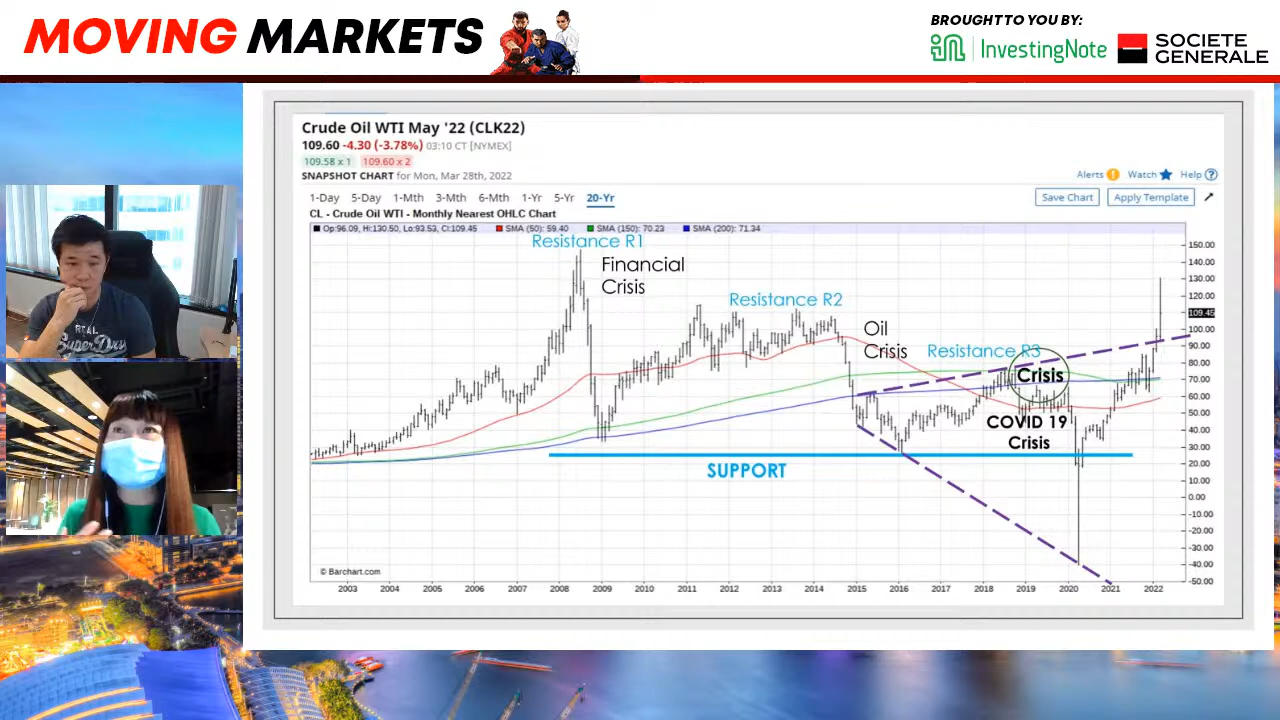 MOVING MARKETS
BROUGHT TO YOU BY:
InvestingNote
SOCIETE
GENERALE
REAL
SuperDry
Crude Oil WTI May '22 (CLK22)
109.60 -4.30 (-3.78%) 03:10 CT [NYMEX]
109.58 x 1 109.60 x 2
SNAPSHOT CHART for Mon, Mar 28th, 2022
Alerts Watch Help
1-Day 5-Day 1-Mth 3-Mth 6-Mth 1-Yr 5-Yr 20-Yr
Save Chart Apply Template
CL - Crude Oil WTI - Monthly Nearest OHLC Chart
Op:96.09, Hi:130.50, Lo:93.53, Cl:109.45 SMA (50): 59.40 SMA (150): 70.23 SMA (200): 71.34
Resistance R1
Financial
Crisis
Resistance R2
Oil
Crisis
Resistance R3
Crisis
COVID 19
Crisis
SUPPORT
150.00
140.00
130.00
120.00
109.45
100.00
90.00
80.00
70.00
60.00
50.00
40.00
30.00
20.00
10.00
0.00
-10.00
-20.00
-30.00
-40.00
-50.00
© Barchart.com
2003 2004 2005 2006 2007 2008 2009 2010 2011 2012 2013 2014 2015 2016 2017 2018 2019 2020 2021 2022